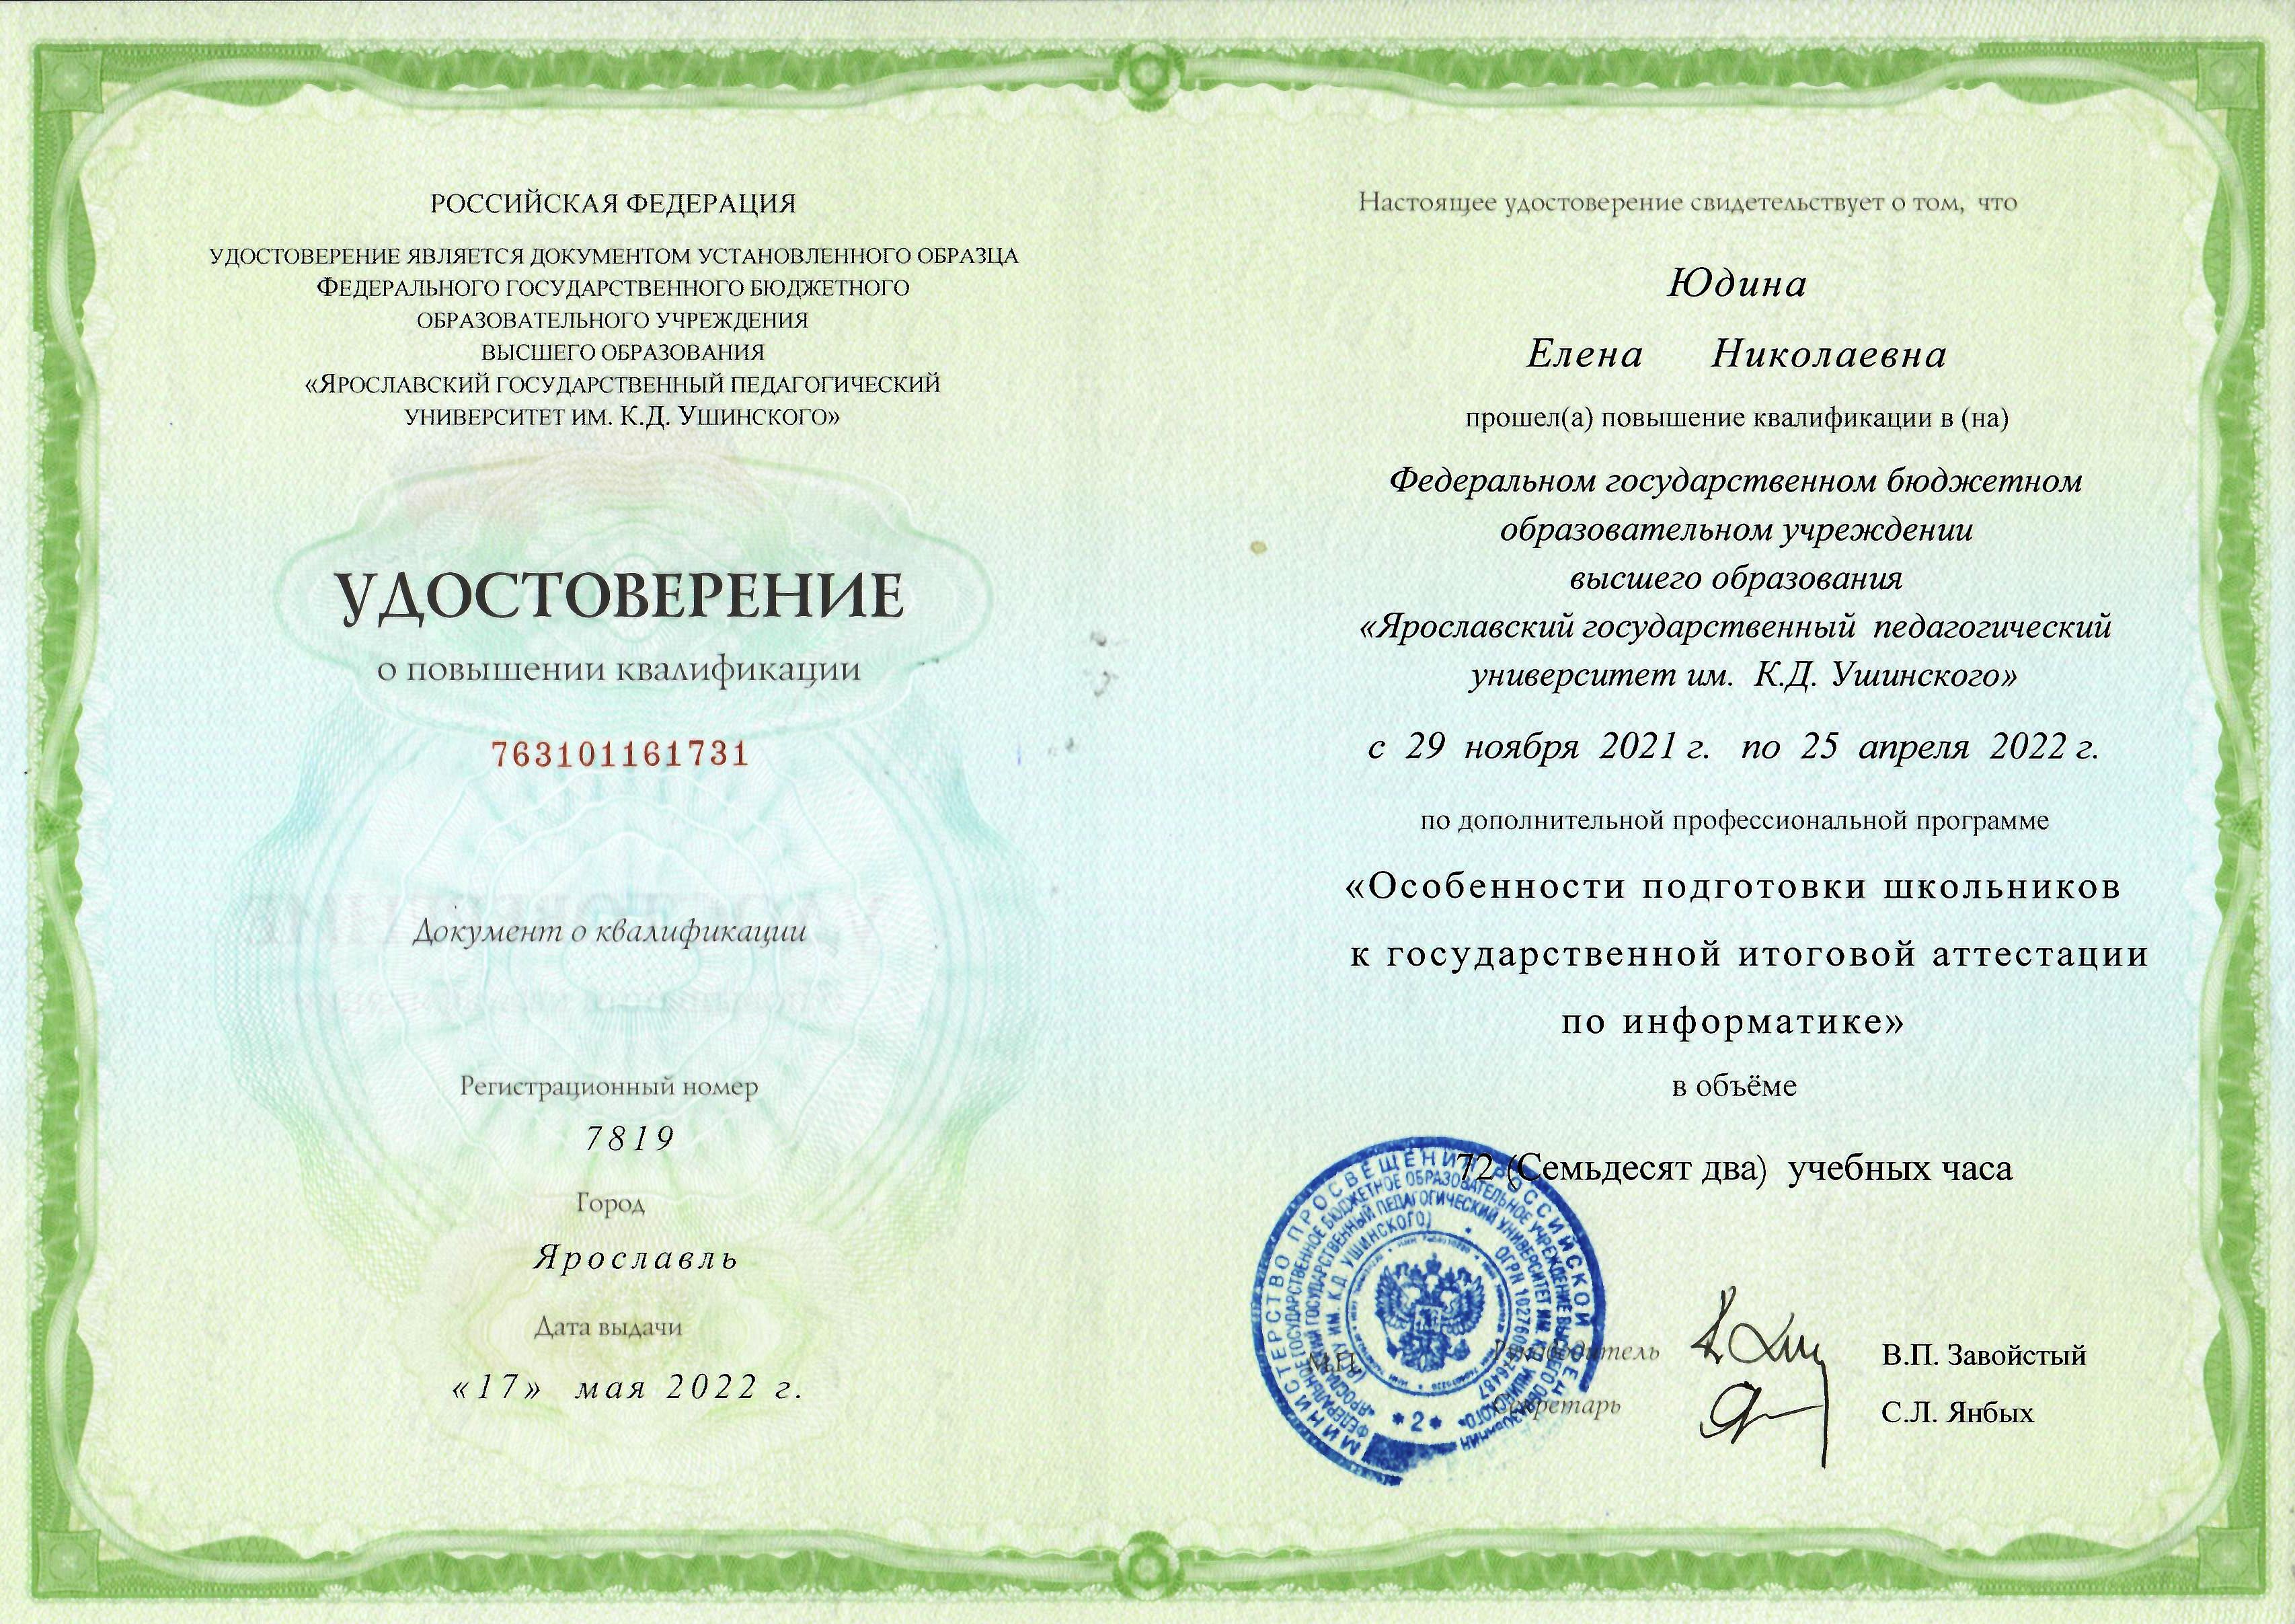 РОССИЙСКАЯ ФЕДЕРАЦИЯ
УДОСТОВЕРЕНИЕ ЯВЛЯЕТСЯ ДОКУМЕНТОМ УСТАНОВЛЕННОГО ОБРАЗЦА
ФЕДЕРАЛЬНОГО ГОСУДАРСТВЕННОГО БЮДЖЕТНОГО
ОБРАЗОВАТЕЛЬНОГО УЧРЕЖДЕНИЯ
ВЫСШЕГО ОБРАЗОВАНИЯ
«ЯРОСЛАВСКИЙ ГОСУДАРСТВЕННЫЙ ПЕДАГОГИЧЕСКИЙ
УНИВЕРСИТЕТ ИМ. К.Д. УШИНСКОГО»
УДОСТОВЕРЕНИЕ
о повышении квалификации
763101161731
Документ о квалификации
Регистрационный номер
7819
Город
Ярославль
Дата выдачи
«17» мая 2022 г.
Настоящее удостоверение свидетельствует о том, что
Юдина
Елена Николаевна
прошел(а) повышение квалификации в (на)
Федеральном государственном бюджетном
образовательном учреждении
высшего образования
«Ярославский государственный педагогический
университет им. К.Д. Ушинского»
с 29 ноября 2021 г. по 25 апреля 2022 г.
по дополнительной профессиональной программе
«Особенности подготовки школьников
к государственной итоговой аттестации
по информатике»
в объёме
72 (Семьдесят два) учебных часа
М.П.
Руководитель
В.П. Завойстый
Секретарь
С.Л. Янбых
МИНИСТЕРСТВО ПРОСВЕЩЕНИЯ РОССИЙСКОЙ
ФЕДЕРАЛЬНОЕ ГОСУДАРСТВЕННОЕ БЮДЖЕТНОЕ ОБРАЗОВАТЕЛЬНОЕ УЧРЕЖДЕНИЕ ВЫСШЕГО ОБРАЗОВАНИЯ
ГОСУДАРСТВЕННЫЙ ПЕДАГОГИЧЕСКИЙ УНИВЕРСИТЕТ ИМ. К.Д. УШИНСКОГО»
ИМ. К.Д. УШИНСКОГО)
* 2 *